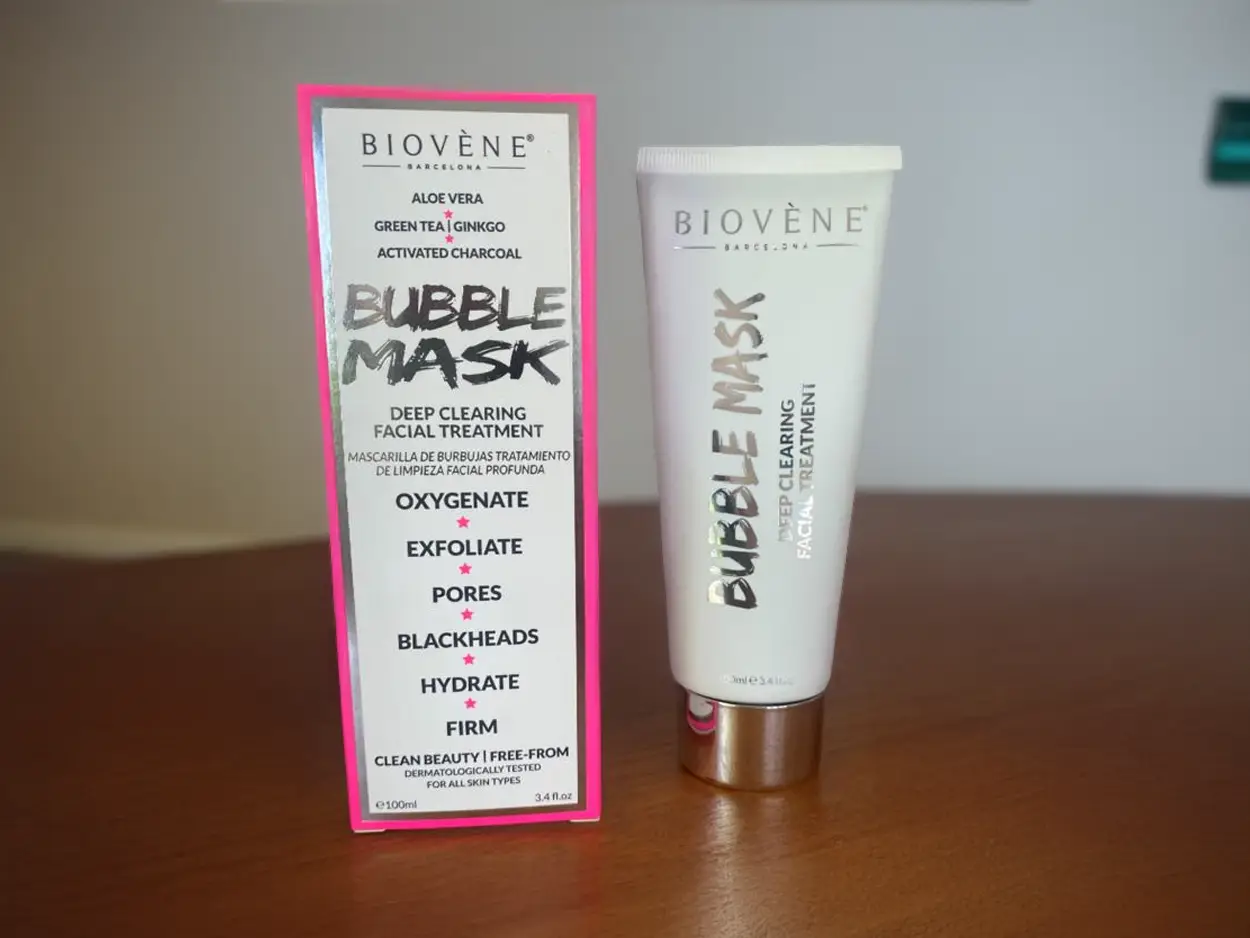 BIOVÈNE®
BARCELONA
ALOE VERA
GREEN TEA | GINKGO
ACTIVATED CHARCOAL
BUBBLE
MASK
DEEP CLEARING
FACIAL TREATMENT
MASCARILLA DE BURBUJAS TRATAMIENTO
DE LIMPIEZA FACIAL PROFUNDA
OXYGENATE
EXFOLIATE
PORES
BLACKHEADS
HYDRATE
FIRM
CLEAN BEAUTY | FREE-FROM
DERMATOLOGICALLY TESTED
FOR ALL SKIN TYPES
℮100ml 3.4 fl.oz
BIOVÈNE®
BARCELONA
BUBBLE MASK
DEEP CLEARING
FACIAL TREATMENT